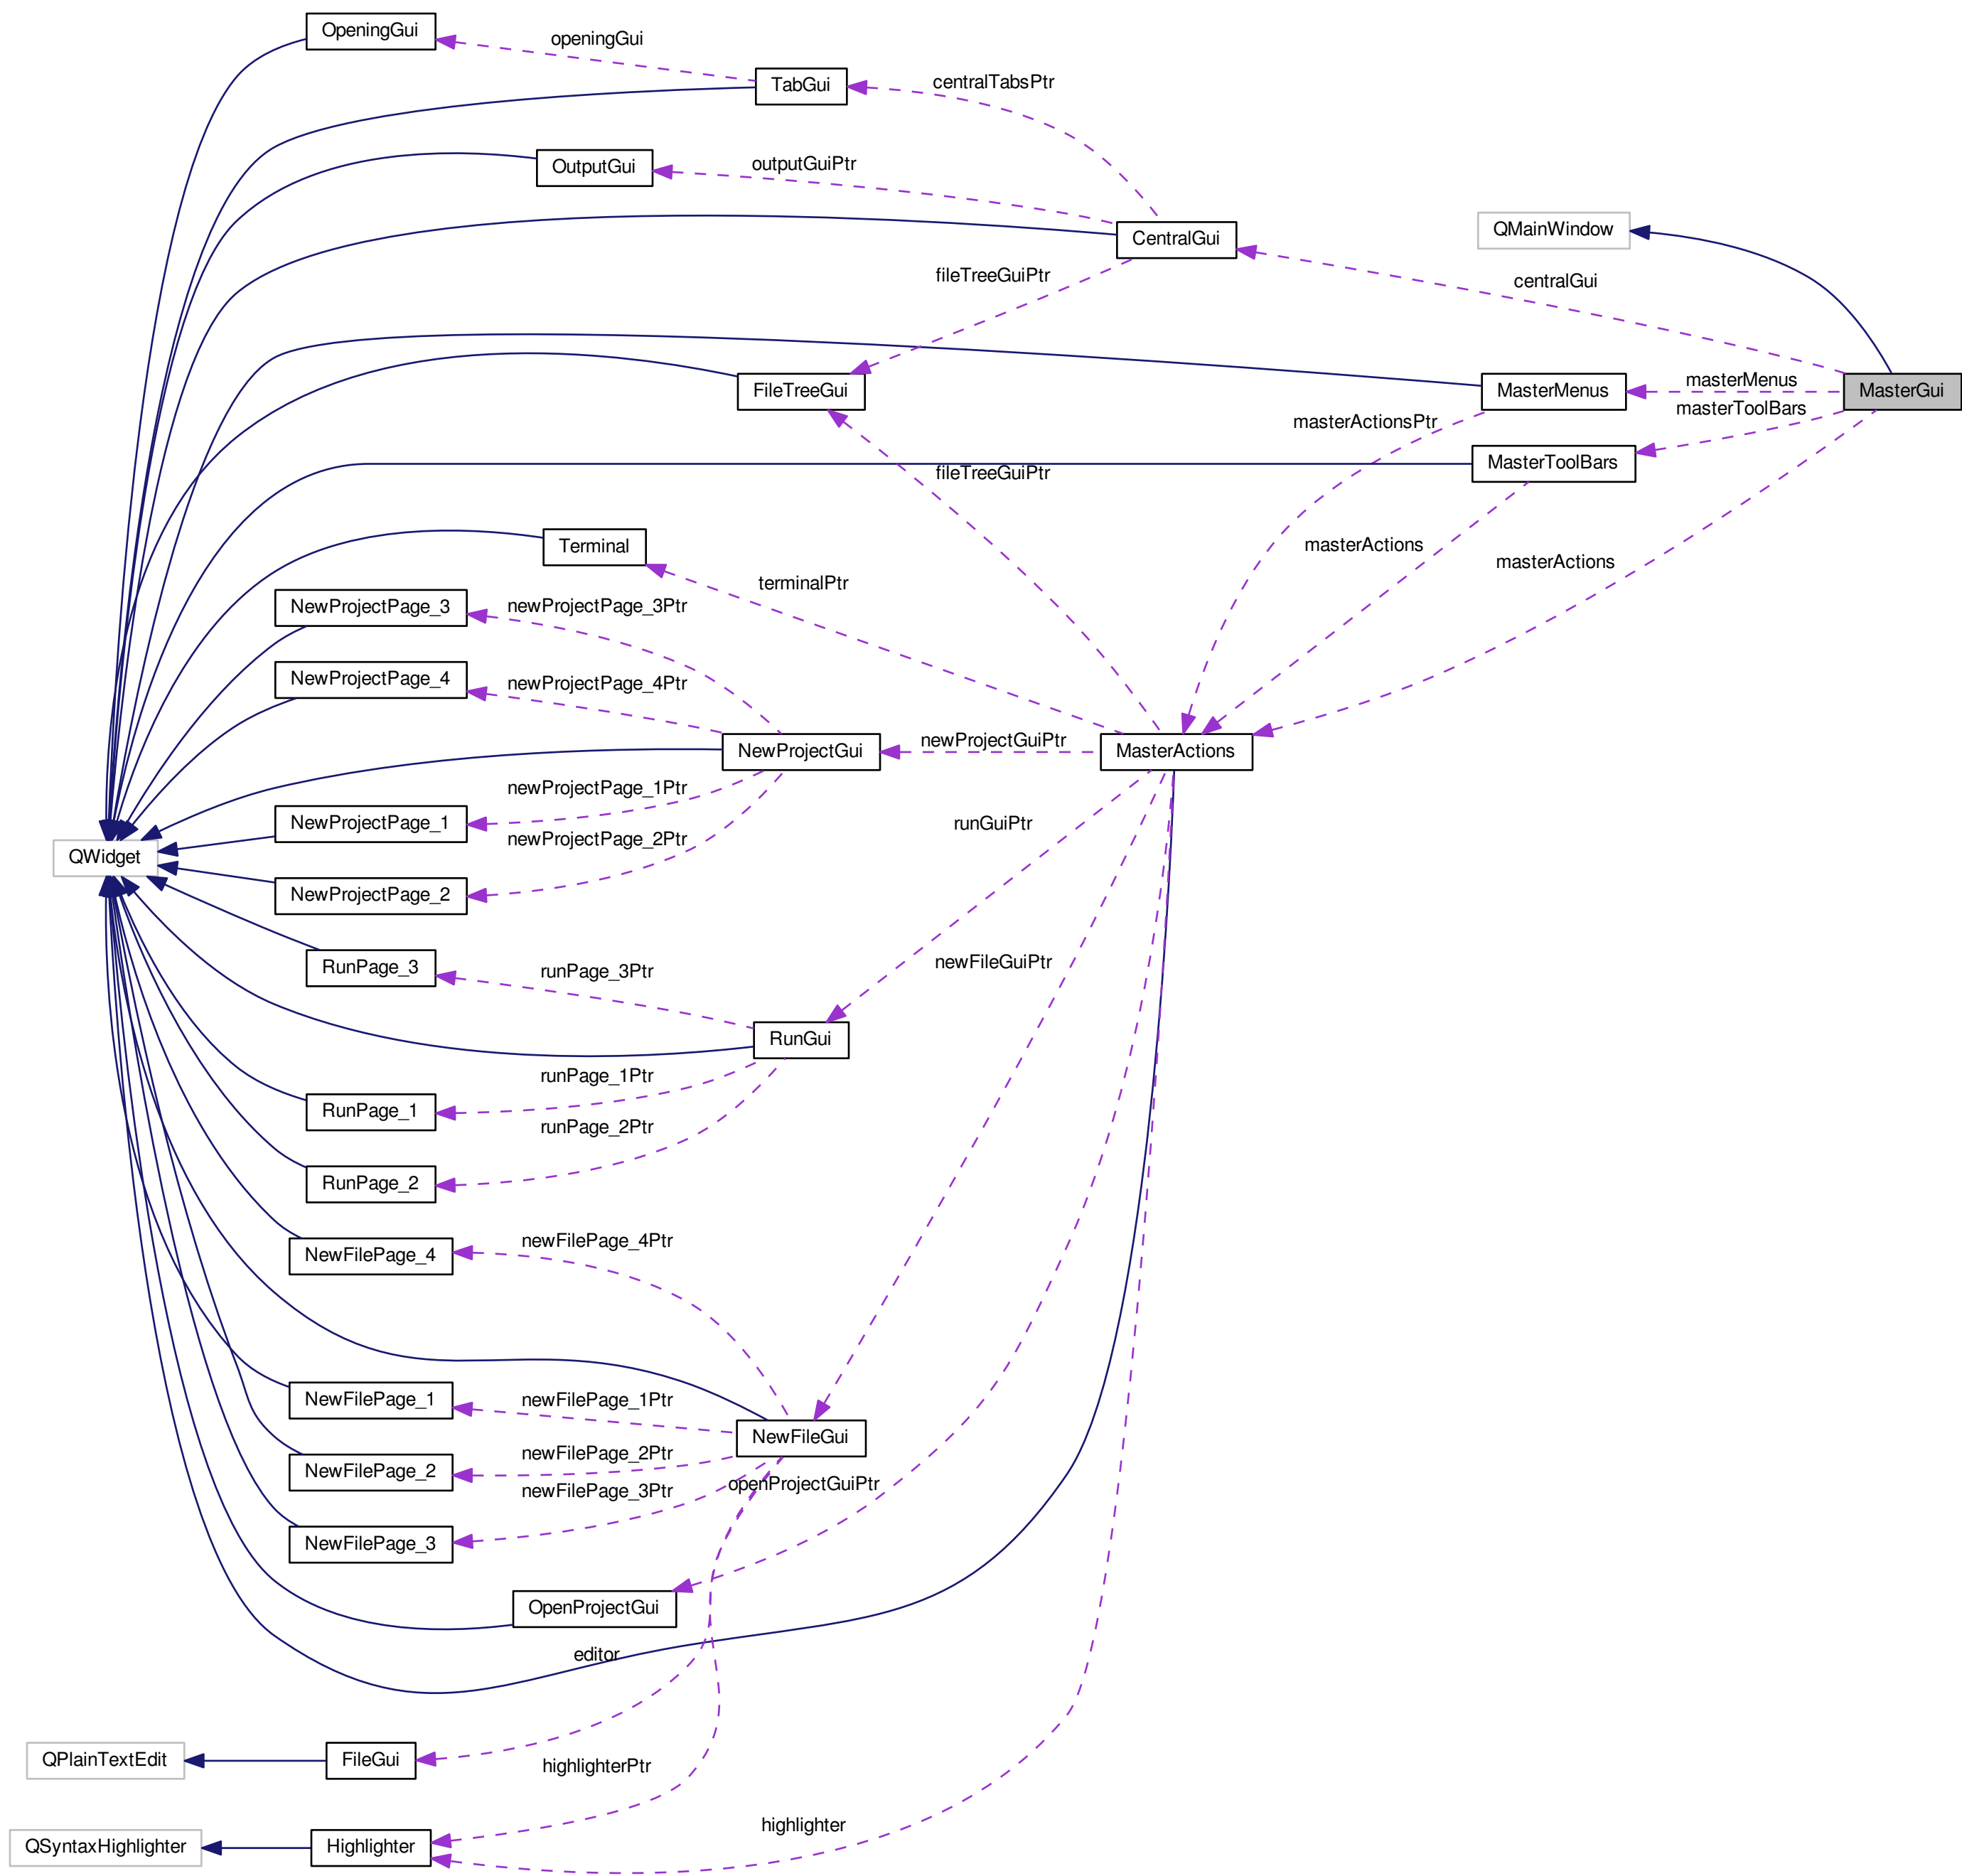 OpeningGui
openingGui
TabGui
centralTabsPtr
OutputGui
outputGuiPtr
CentralGui
QMainWindow
fileTreeGuiPtr
centralGui
FileTreeGui
MasterMenus
masterMenus
MasterGui
masterToolBars
masterActionsPtr
MasterToolBars
fileTreeGuiPtr
Terminal
masterActions
masterActions
terminalPtr
NewProjectPage_3
newProjectPage_3Ptr
NewProjectPage_4
newProjectPage_4Ptr
NewProjectGui
newProjectGuiPtr
MasterActions
newProjectPage_1Ptr
NewProjectPage_1
runGuiPtr
newProjectPage_2Ptr
QWidget
NewProjectPage_2
RunPage_3
runPage_3Ptr
newFileGuiPtr
RunGui
runPage_1Ptr
RunPage_1
runPage_2Ptr
RunPage_2
newFilePage_4Ptr
NewFilePage_4
NewFilePage_1
newFilePage_1Ptr
NewFileGui
newFilePage_2Ptr
NewFilePage_2
openProjectGuiPtr
newFilePage_3Ptr
NewFilePage_3
OpenProjectGui
editor
QPlainTextEdit
FileGui
highlighterPtr
highlighter
QSyntaxHighlighter
Highlighter